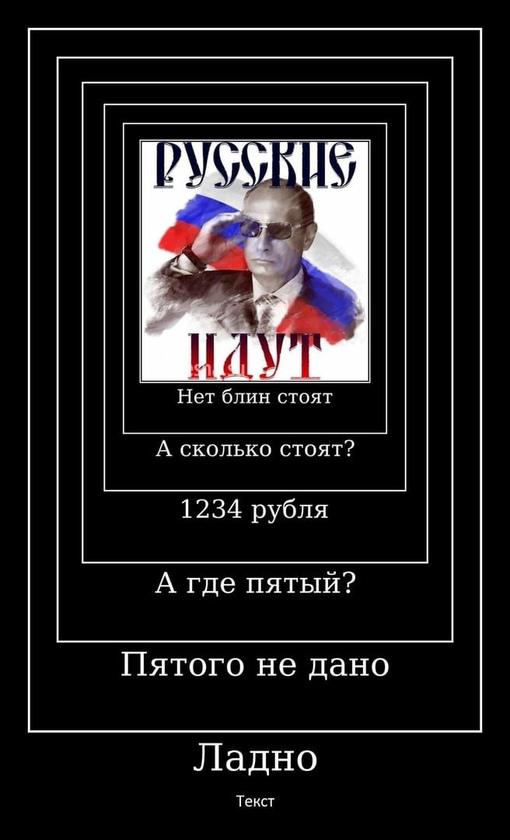 РУССКИЕ
ИДУТ
Нет блин стоят
А сколько стоят?
1234 рубля
А где пятый?
Пятого не дано
Ладно
Текст